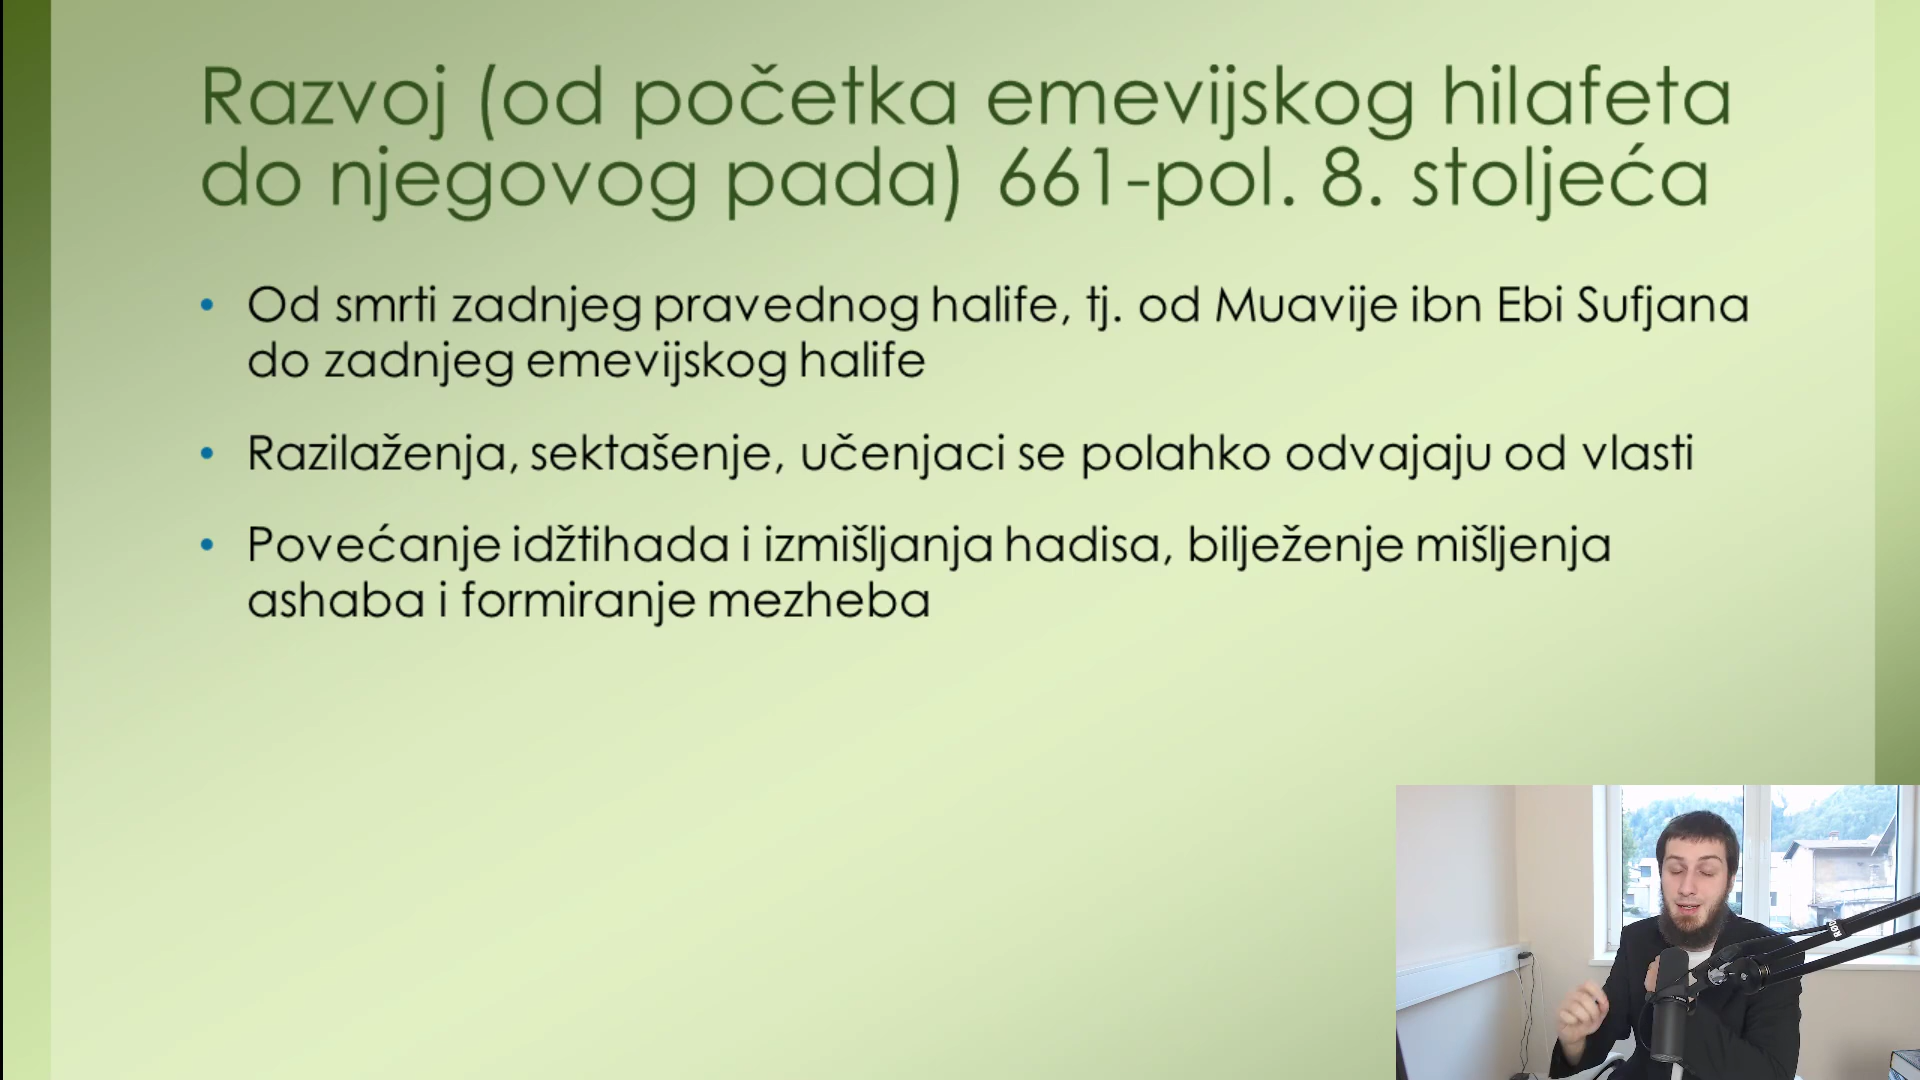 Razvoj (od početka emevijskog hilafeta
do njegovog pada) 661-pol. 8. stoljeća
• Od smrti zadnjeg pravednog halife, tj. od Muavije ibn Ebi Sufjana
do zadnjeg emevijskog halife
• Razilaženja, sektašenje, učenjaci se polahko odvajaju od vlasti
• Povećanje idžtihada i izmišljanja hadisa, bilježenje mišljenja
ashaba i formiranje mezheba